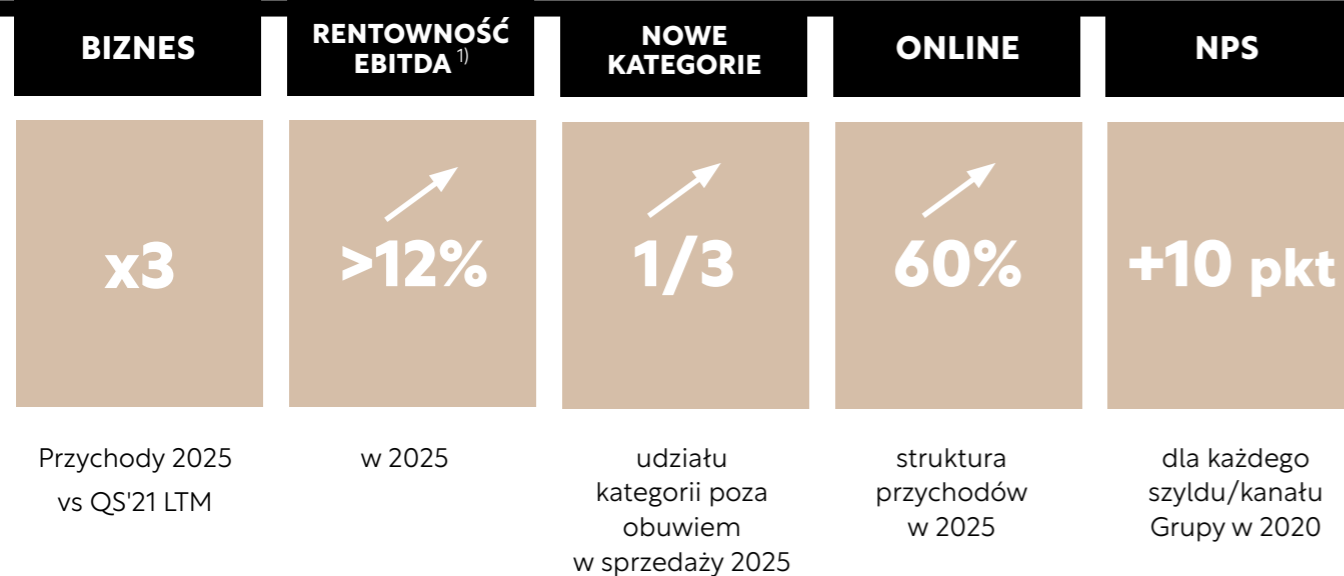 BIZNES
RENTOWNOŚĆ
EBITDA 1)
NOWE
KATEGORIE
ONLINE
NPS
x3
>12%
1/3
60%
+10 pkt
Przychody 2025
vs QS'21 LTM
w 2025
udziału
kategorii poza
obuwiem
w sprzedaży 2025
struktura
przychodów
w 2025
dla każdego
szyldu/kanału
Grupy w 2020